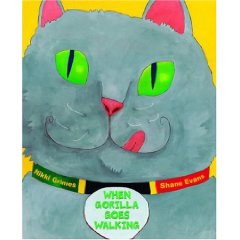 Nikki Grimes
Shane Evans
WHEN
GORILLA
GOES
WALKING